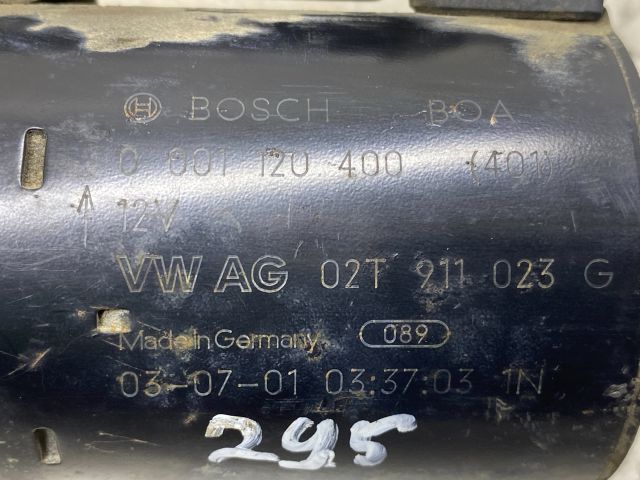 BOSCH BOA
0 001 120 400 (401)
12V
VW AG 02T 911 023 G
Made in Germany 089
03-07-01 03:37:03 1N
295